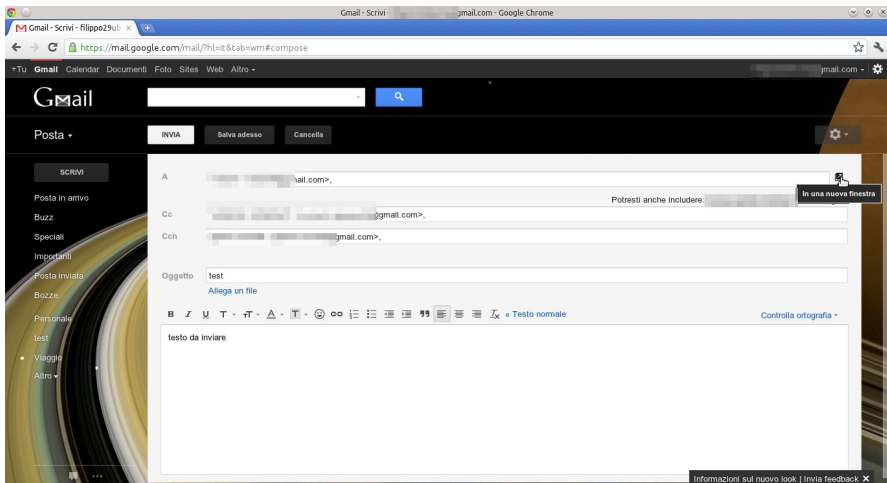 Gmail - Scrivi gmail.com - Google Chrome
Gmail - Scrivi - filippo29ub
https://mail.google.com/mail/?hl=it&tab=wm#compose
+Tu Gmail Calendar Documenti Foto Sites Web Altro
gmail.com
Gmail
Posta
INVIA Salva adesso Cancella
SCRIVI
Posta in arrivo
Buzz
Speciali
Importanti
Posta inviata
Bozze
Personale
test
Viaggio
Altro
A ail.com>,
In una nuova finestra
Potresti anche includere:
Cc gmail.com>,
Ccn gmail.com>,
Oggetto test
Allega un file
B I U T T A T « Testo normale Controlla ortografia
testo da inviare
Informazioni sul nuovo look | Invia feedback X